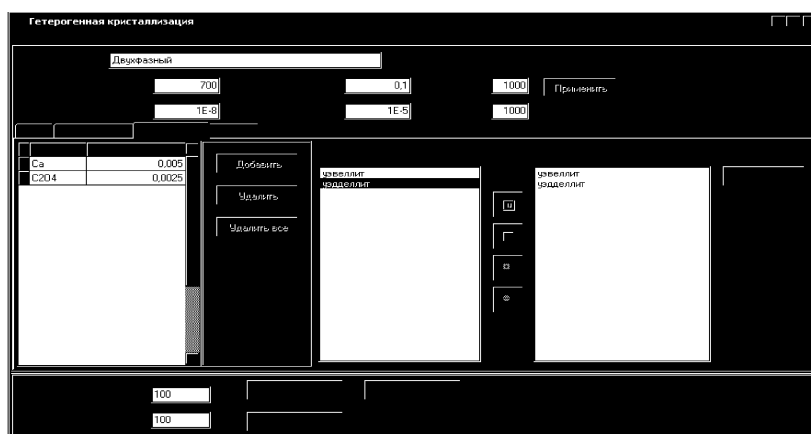 Гетерогенная кристаллизация
Двухфазный
700 0,1 1000 Применить
1E-8 1E-5 1000
Ca 0,005
C2O4 0,0025
Добавить
Удалить
Удалить все
уэвеллит
уэдделлит
уэвеллит
уэдделлит
100
100